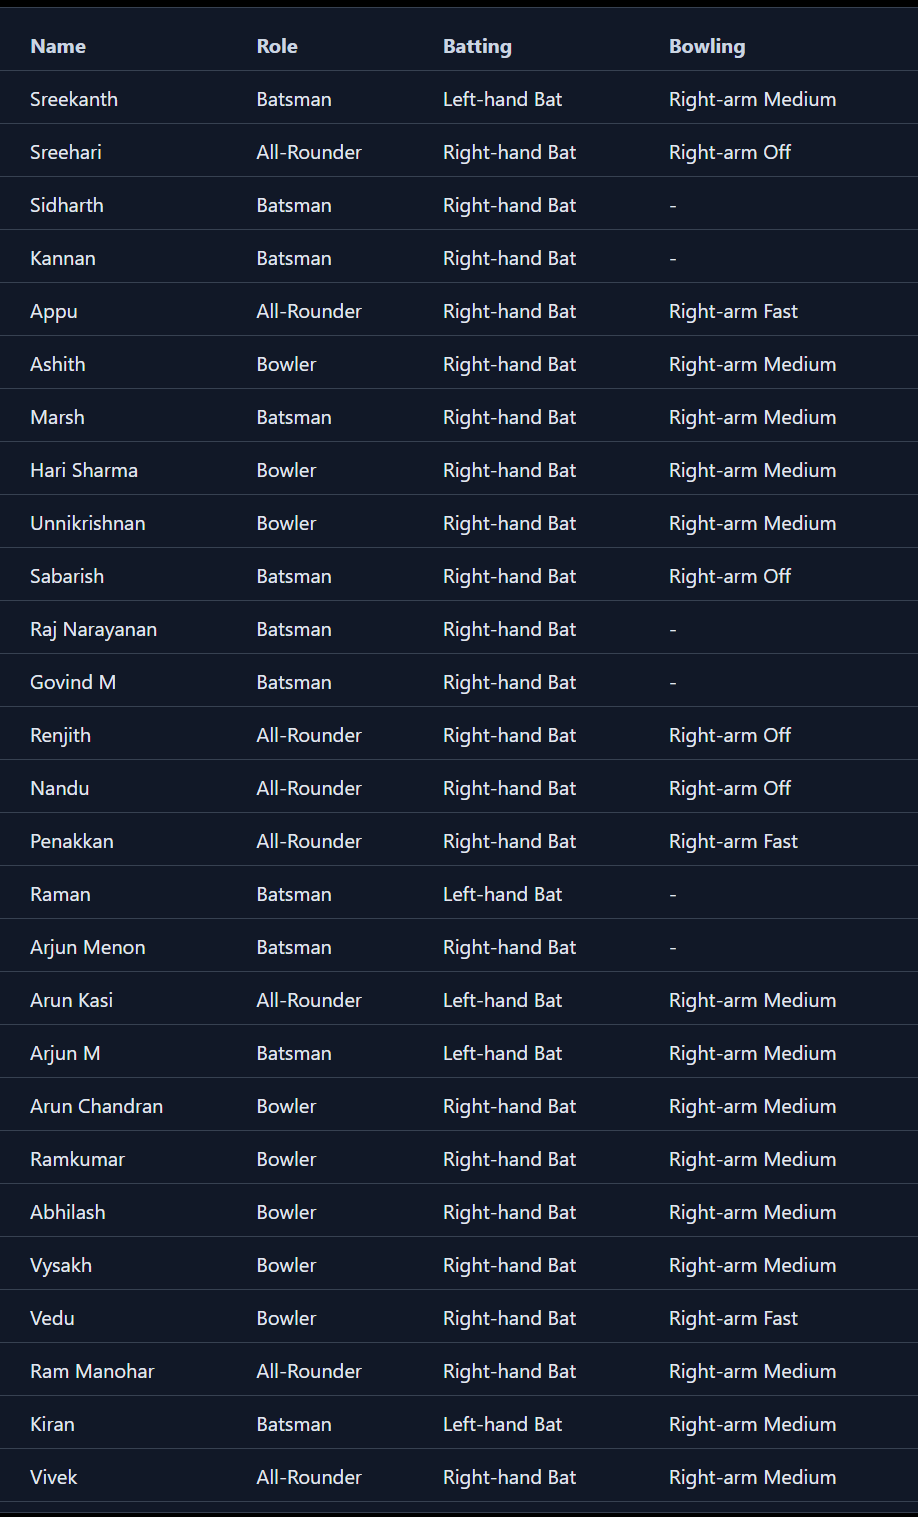 Name Role Batting Bowling
Sreekanth Batsman Left-hand Bat Right-arm Medium
Sreehari All-Rounder Right-hand Bat Right-arm Off
Sidharth Batsman Right-hand Bat -
Kannan Batsman Right-hand Bat -
Appu All-Rounder Right-hand Bat Right-arm Fast
Ashith Bowler Right-hand Bat Right-arm Medium
Marsh Batsman Right-hand Bat Right-arm Medium
Hari Sharma Bowler Right-hand Bat Right-arm Medium
Unnikrishnan Bowler Right-hand Bat Right-arm Medium
Sabarish Batsman Right-hand Bat Right-arm Off
Raj Narayanan Batsman Right-hand Bat -
Govind M Batsman Right-hand Bat -
Renjith All-Rounder Right-hand Bat Right-arm Off
Nandu All-Rounder Right-hand Bat Right-arm Off
Penakkan All-Rounder Right-hand Bat Right-arm Fast
Raman Batsman Left-hand Bat -
Arjun Menon Batsman Right-hand Bat -
Arun Kasi All-Rounder Left-hand Bat Right-arm Medium
Arjun M Batsman Left-hand Bat Right-arm Medium
Arun Chandran Bowler Right-hand Bat Right-arm Medium
Ramkumar Bowler Right-hand Bat Right-arm Medium
Abhilash Bowler Right-hand Bat Right-arm Medium
Vysakh Bowler Right-hand Bat Right-arm Medium
Vedu Bowler Right-hand Bat Right-arm Fast
Ram Manohar All-Rounder Right-hand Bat Right-arm Medium
Kiran Batsman Left-hand Bat Right-arm Medium
Vivek All-Rounder Right-hand Bat Right-arm Medium